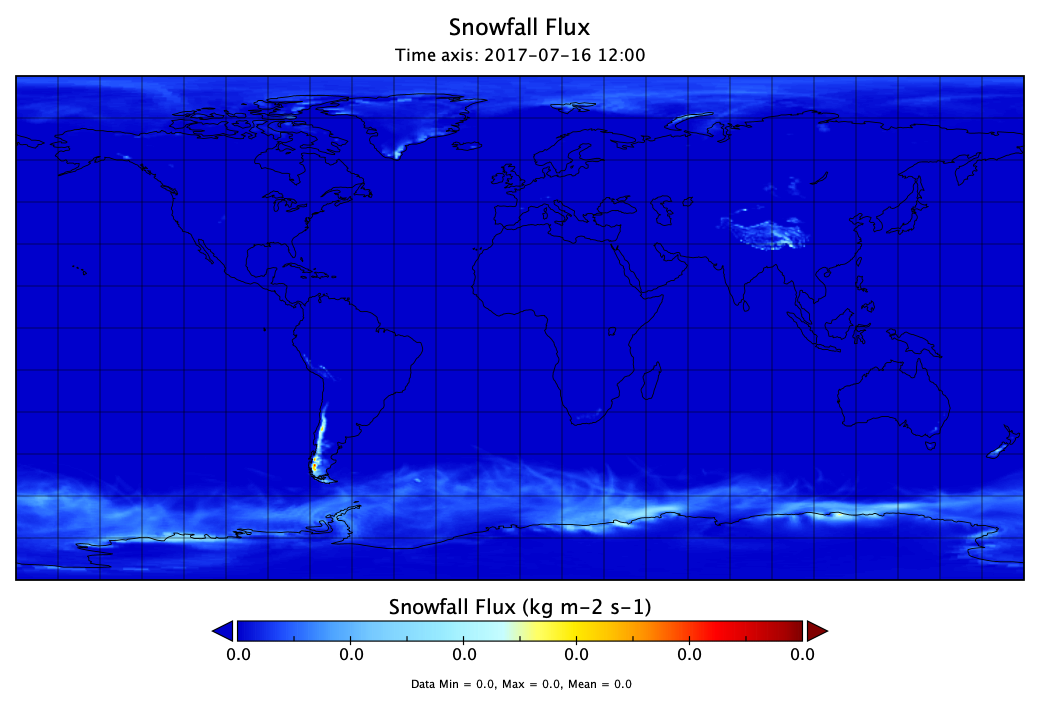 Snowfall Flux
Time axis: 2017-07-16 12:00
Snowfall Flux (kg m-2 s-1)
0.0 0.0 0.0 0.0 0.0 0.0
Data Min = 0.0, Max = 0.0, Mean = 0.0